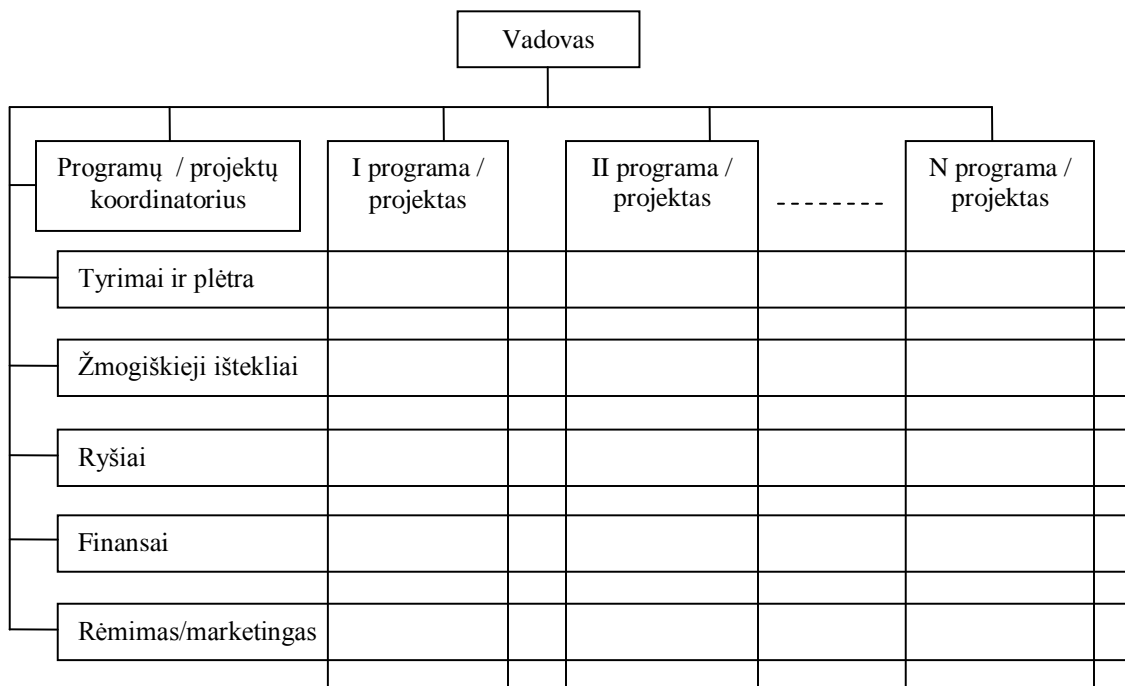 Vadovas
Programų / projektų
koordinatorius
I programa /
projektas
II programa /
projektas
--------
N programa /
projektas
Tyrimai ir plėtra
Žmogiškieji ištekliai
Ryšiai
Finansai
Rėmimas/marketingas